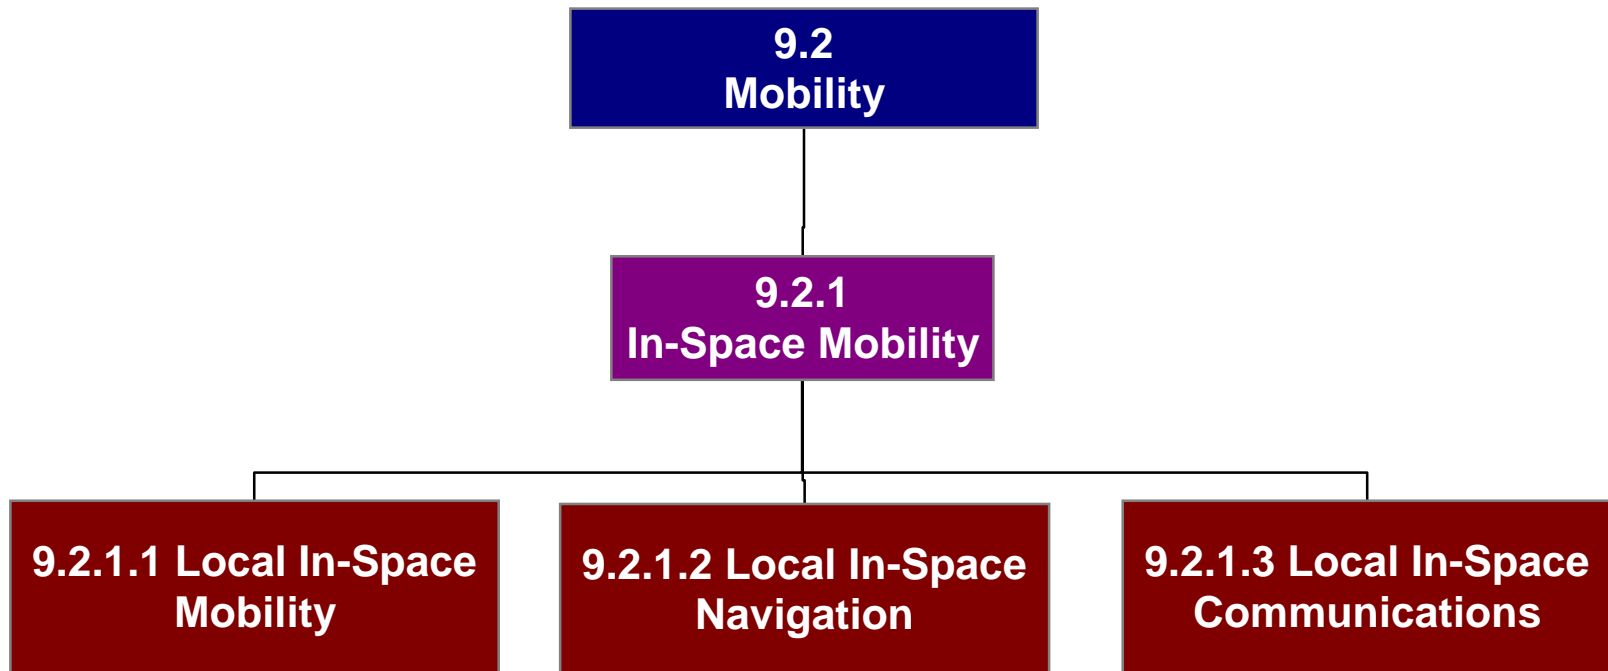 9.2
Mobility
9.2.1
In-Space Mobility
9.2.1.1 Local In-Space
Mobility
9.2.1.2 Local In-Space
Navigation
9.2.1.3 Local In-Space
Communications